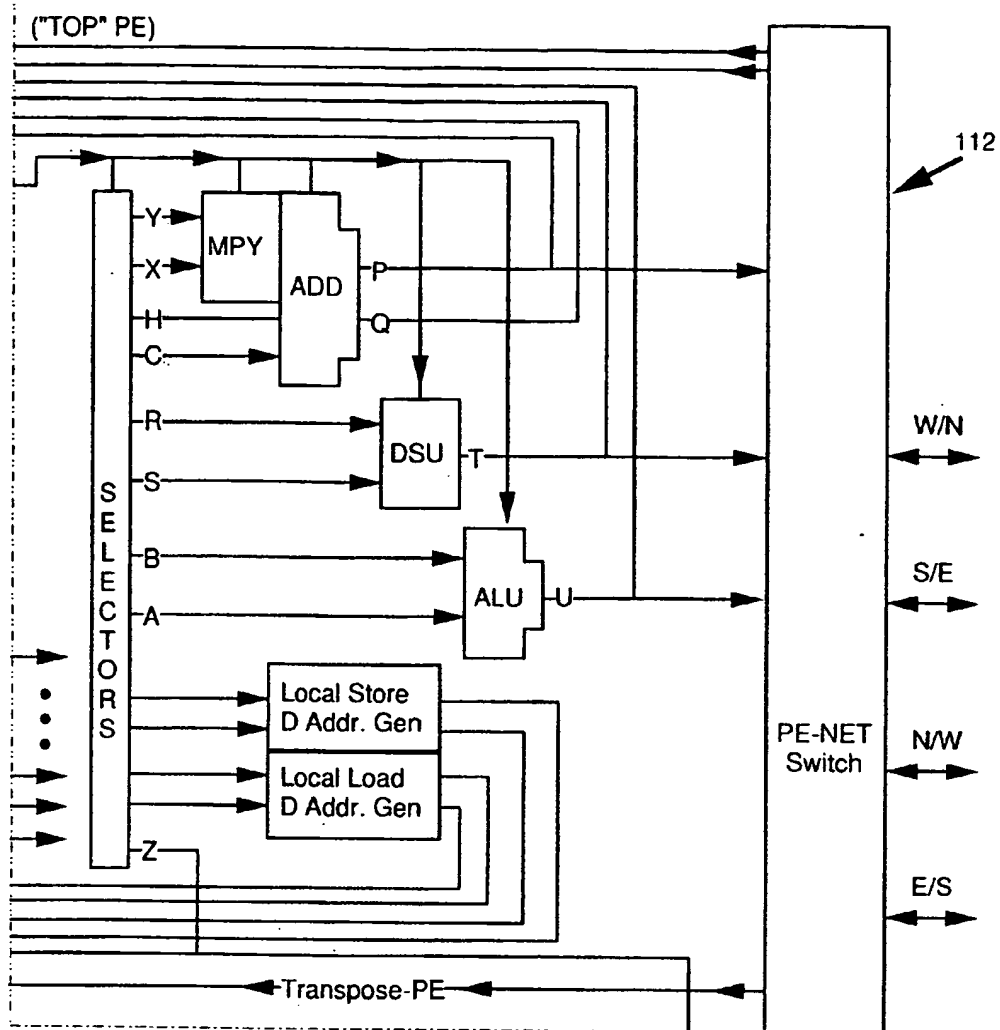 ("TOP" PE)
112
Y
MPY
X
ADD
P
H
Q
C
R
DSU
T
S
W/N
SELECTORS
B
ALU
U
A
S/E
Local Store
D Addr. Gen
PE-NET
Switch
N/W
Local Load
D Addr. Gen
Z
E/S
Transpose-PE